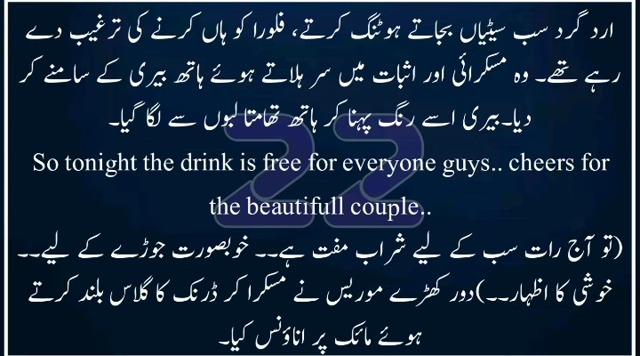 ارد گرد سب سیٹیاں بجاتے ہوٹنگ کرتے، فلورا کو ہاں کرنے کی ترغیب دے
رہے تھے۔ وہ مسکرائی اور اثبات میں سر ہلاتے ہوئے ہاتھ بیری کے سامنے کر
دیا۔ بیری اسے رنگ پہنا کر ہاتھ تھامتا لبوں سے لگا گیا۔
So tonight the drink is free for everyone guys.. cheers for
the beautifull couple..
(تو آج رات سب کے لیے شراب مفت ہے۔۔ خوبصورت جوڑے کے لیے۔۔
خوشی کا اظہار۔۔)دور کھڑے موریس نے مسکرا کر ڈرنک کا گلاس بلند کرتے
ہوئے مائک پر اناؤنس کیا۔